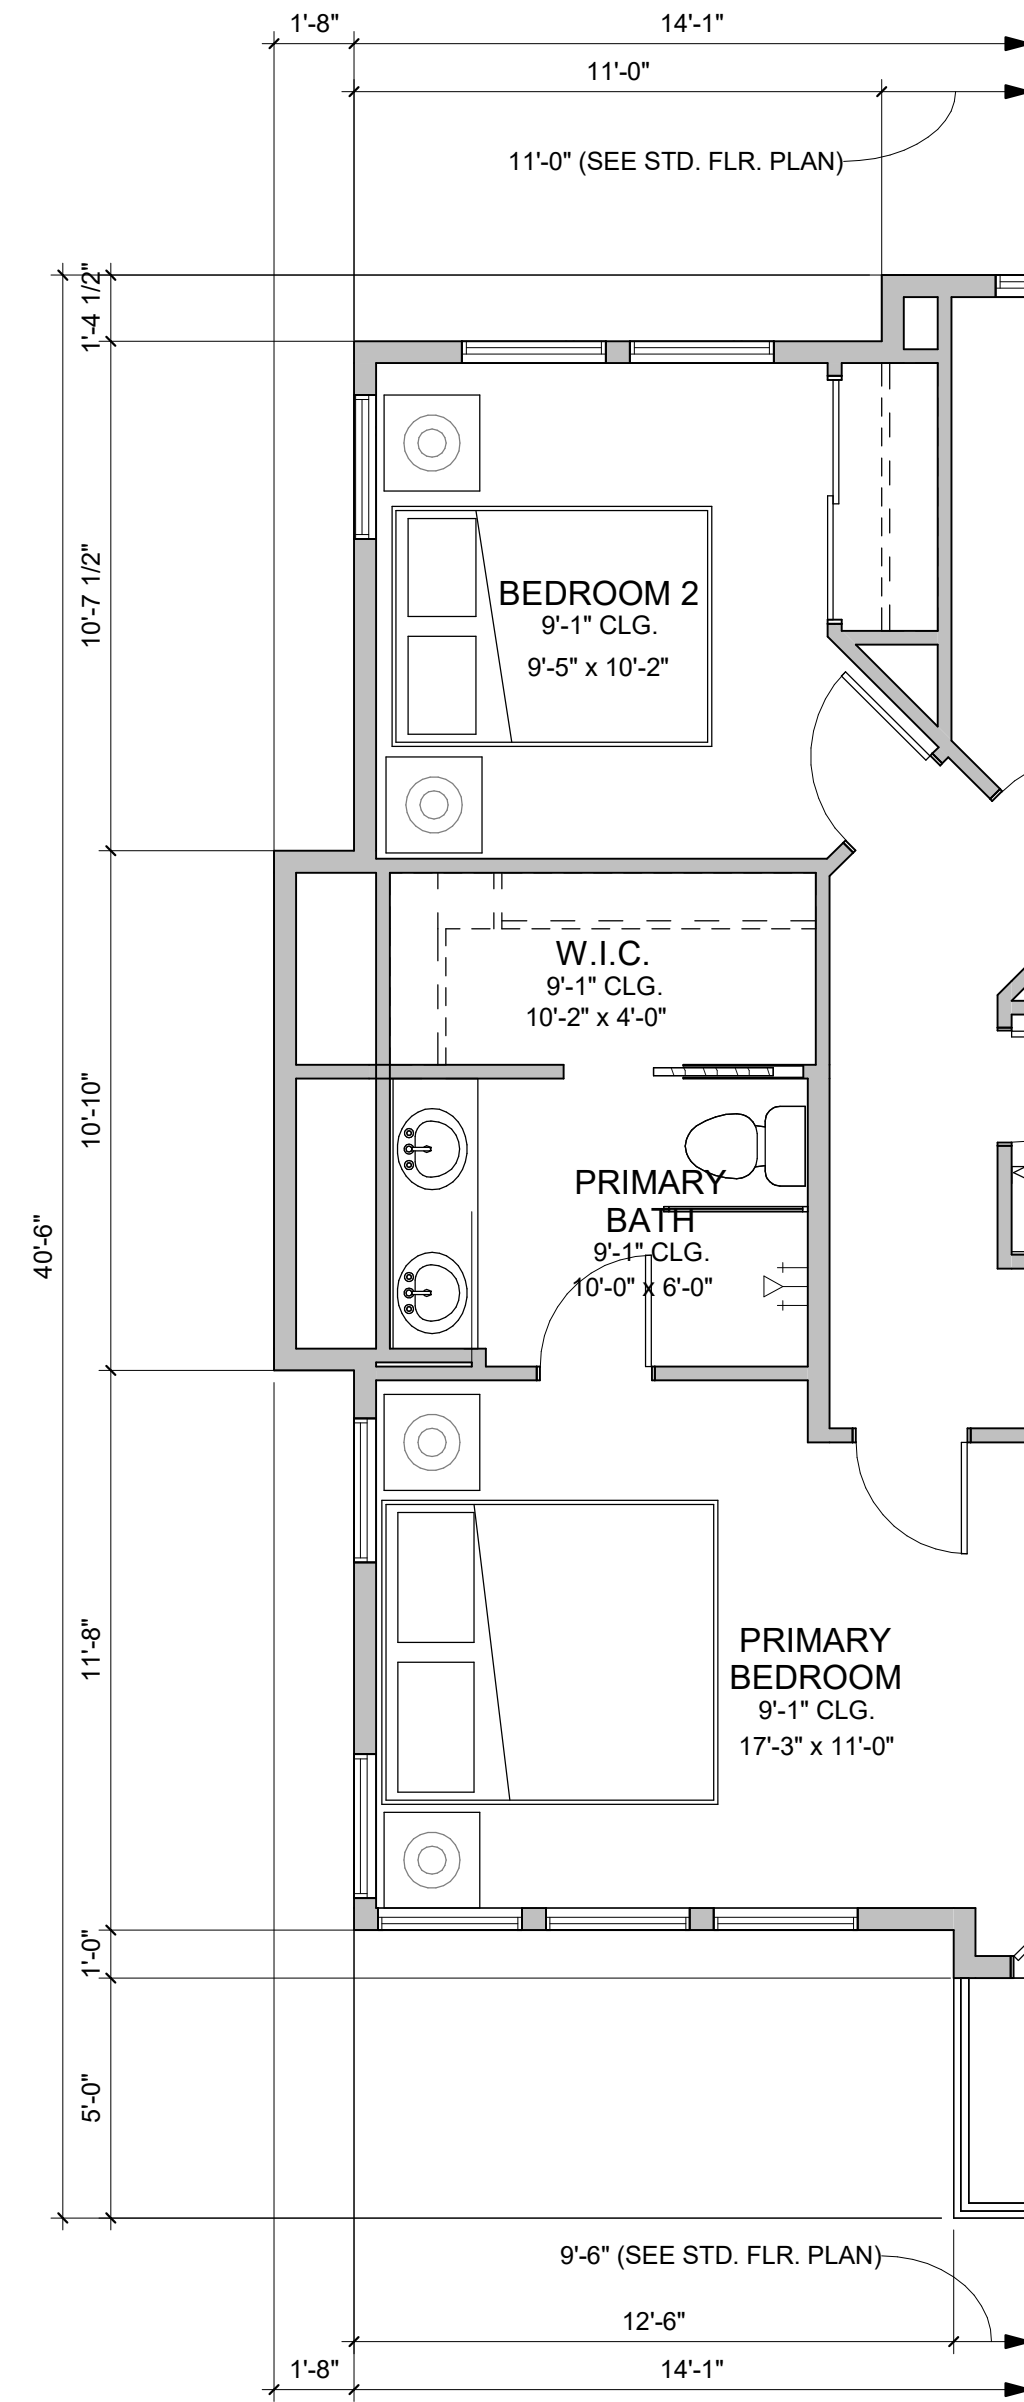 1'-8"
14'-1"
11'-0"
11'-0" (SEE STD. FLR. PLAN)
1'-4 1/2"
10'-7 1/2"
BEDROOM 2
9'-1" CLG.
9'-5" x 10'-2"
W.I.C.
9'-1" CLG.
10'-2" x 4'-0"
10'-10"
40'-6"
PRIMARY
BATH
9'-1" CLG.
10'-0" x 6'-0"
11'-8"
PRIMARY
BEDROOM
9'-1" CLG.
17'-3" x 11'-0"
1'-0"
5'-0"
9'-6" (SEE STD. FLR. PLAN)
12'-6"
1'-8"
14'-1"